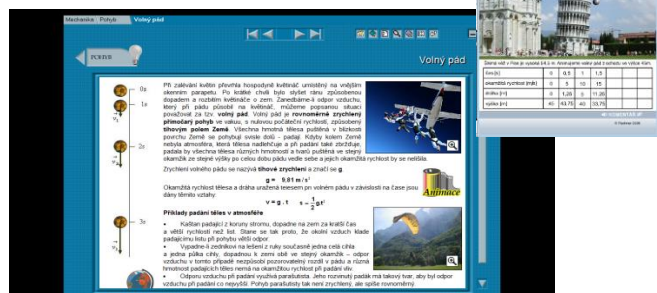 Mechanika - Pohyb
Volný pád
POHYB
Volný pád
0s
1s
2s
3s
Při zalévání květin převrhla hospodyně květináč umístěný na vnějším
okenním parapetu. Po krátké chvíli bylo slyšet ránu způsobenou
dopadem a rozbitím květináče o zem. Zanedbáme-li odpor vzduchu,
který při pádu působil na květináč, můžeme popsanou situaci
považovat za tzv. volný pád. Volný pád je rovnoměrně zrychlený
přímočarý pohyb ve vakuu, s nulovou počáteční rychlostí, způsobený
tíhovým polem Země. Všechna hmotná tělesa puštěná v blízkosti
povrchu Země se pohybují svisle dolů - padají. Kdyby kolem Země
nebyla atmosféra, která tělesa nadlehčuje a při padání také zbržďuje,
padala by všechna tělesa různých hmotností a tvarů puštěná ve stejný
okamžik ze stejné výšky po celou dobu pádu vedle sebe a jejich okamžitá rychlost by se nelišila.
Zrychlení volného pádu se nazývá tíhové zrychlení a značí se g.
g = 9,81 m / s²
Okamžitá rychlost tělesa a dráha uražená tělesem při volném pádu v závislosti na čase jsou
dány těmito vztahy:
v = g . t s = 1/2 g.t²
Animace
Příklady padání těles v atmosféře
• Kaštan padající z koruny stromu, dopadne na zem za kratší čas
a větší rychlostí než list. Stane se tak proto, že okolní vzduch klade
padajícímu listu při pohybu větší odpor.
• Vypadne-li zedníkovi na lešení z ruky současně jedna celá cihla
a jedna půlka cihly, dopadnou k zemi obě ve stejný okamžik - odpor
vzduchu v tomto případě nezpůsobí pozorovatelný rozdíl v pádu a různá
hmotnost padajících těles nemá na okamžitou rychlost při pádu vliv.
• Odporu vzduchu při padání využívá parašutista. Jeho rozvinutý padák má takový tvar, aby byl odpor
vzduchu při padání co největší. Pohyb parašutisty tak není zrychlený, ale spíše rovnoměrný.
čas [s] 0 0,5 1 1,5
okamžitá rychlost [m/s] 0 5 10 15
dráha [m] 0 1,25 5 11,25
výška [m] 45 43,75 40 33,75